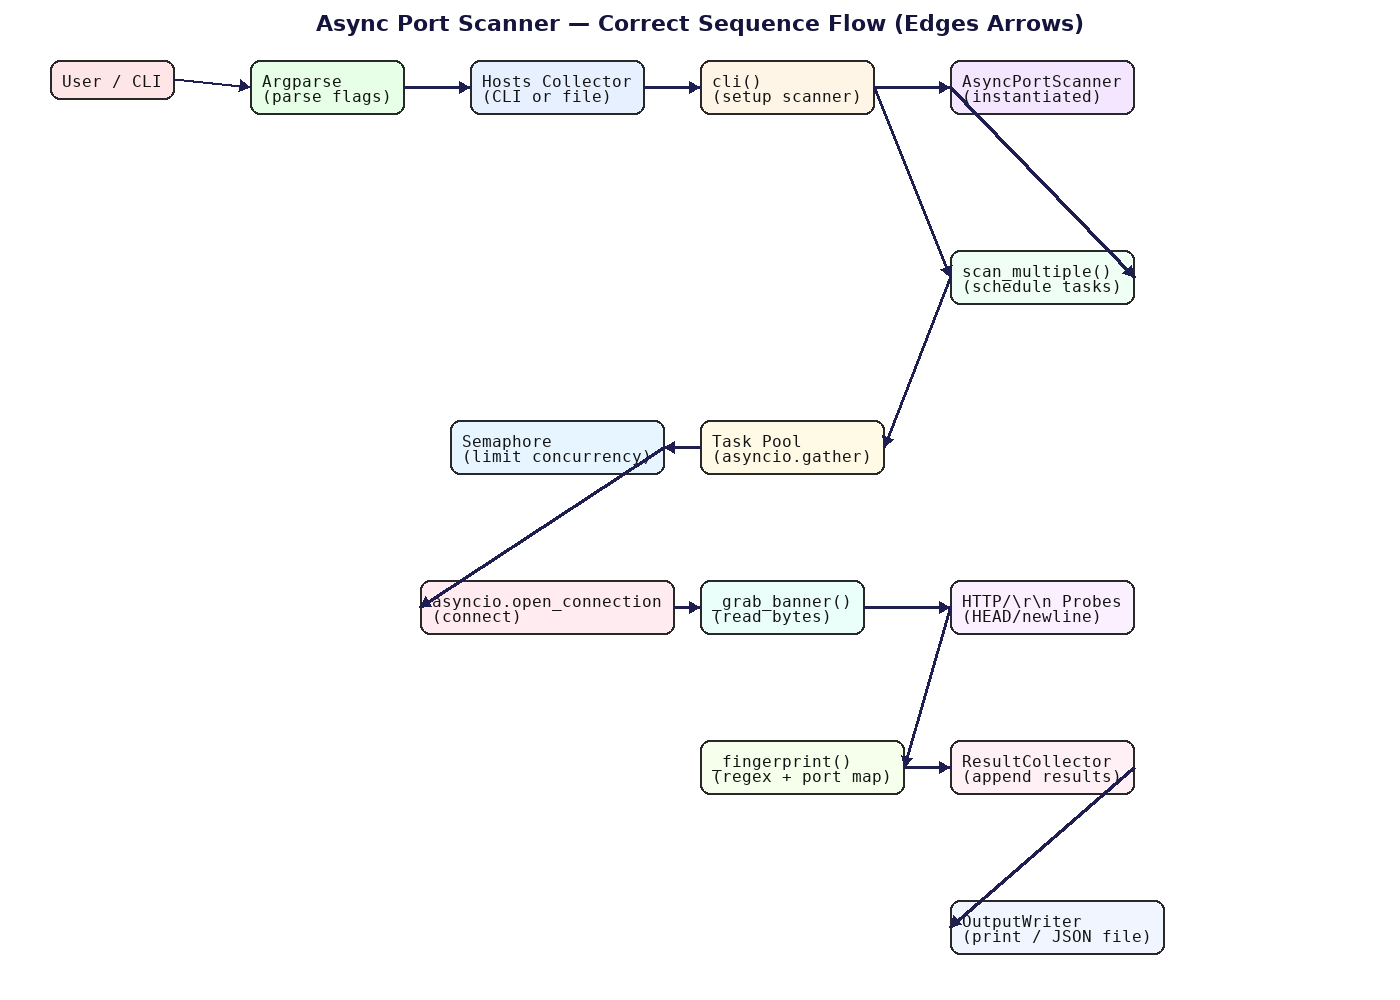 Async Port Scanner — Correct Sequence Flow (Edges Arrows)
User / CLI
Argparse
(parse flags)
Hosts Collector
(CLI or file)
cli()
(setup scanner)
AsyncPortScanner
(instantiated)
scan_multiple()
(schedule tasks)
Semaphore
(limit concurrency)
Task Pool
(asyncio.gather)
asyncio.open_connection
(connect)
_grab_banner()
(read bytes)
HTTP/\r\n Probes
(HEAD/newline)
_fingerprint()
(regex + port map)
ResultCollector
(append results)
OutputWriter
(print / JSON file)